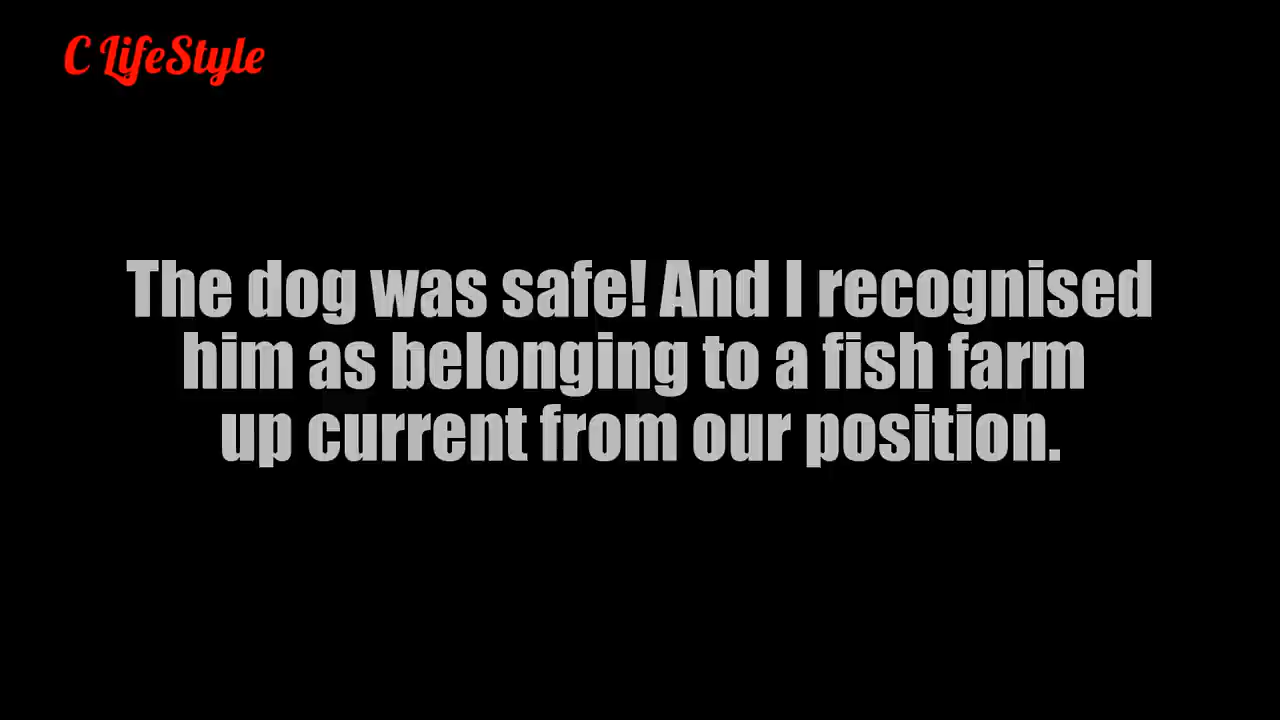 C LifeStyle
The dog was safe! And I recognised
him as belonging to a fish farm
up current from our position.